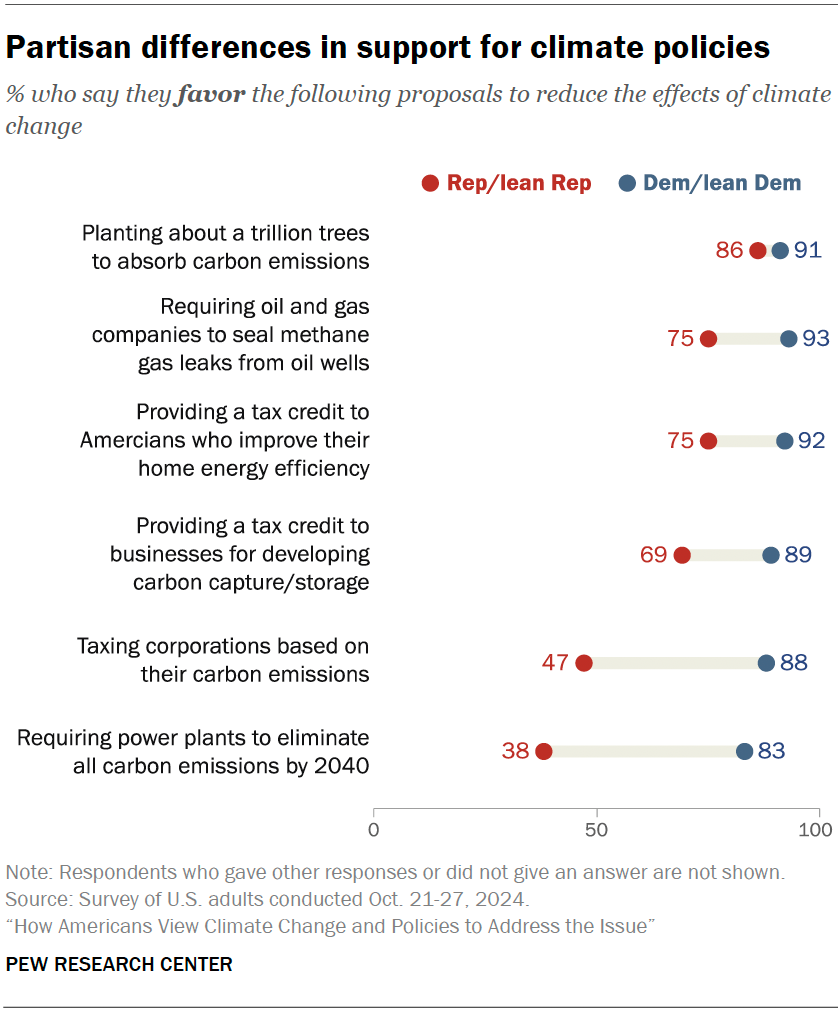 Partisan differences in support for climate policies
% who say they favor the following proposals to reduce the effects of climate
change
Rep/lean Rep Dem/lean Dem
Planting about a trillion trees
to absorb carbon emissions
86 91
Requiring oil and gas
companies to seal methane
gas leaks from oil wells
75 93
Providing a tax credit to
Amercians who improve their
home energy efficiency
75 92
Providing a tax credit to
businesses for developing
carbon capture/storage
69 89
Taxing corporations based on
their carbon emissions
47 88
Requiring power plants to eliminate
all carbon emissions by 2040
38 83
0 50 100
Note: Respondents who gave other responses or did not give an answer are not shown.
Source: Survey of U.S. adults conducted Oct. 21-27, 2024.
“How Americans View Climate Change and Policies to Address the Issue”
PEW RESEARCH CENTER